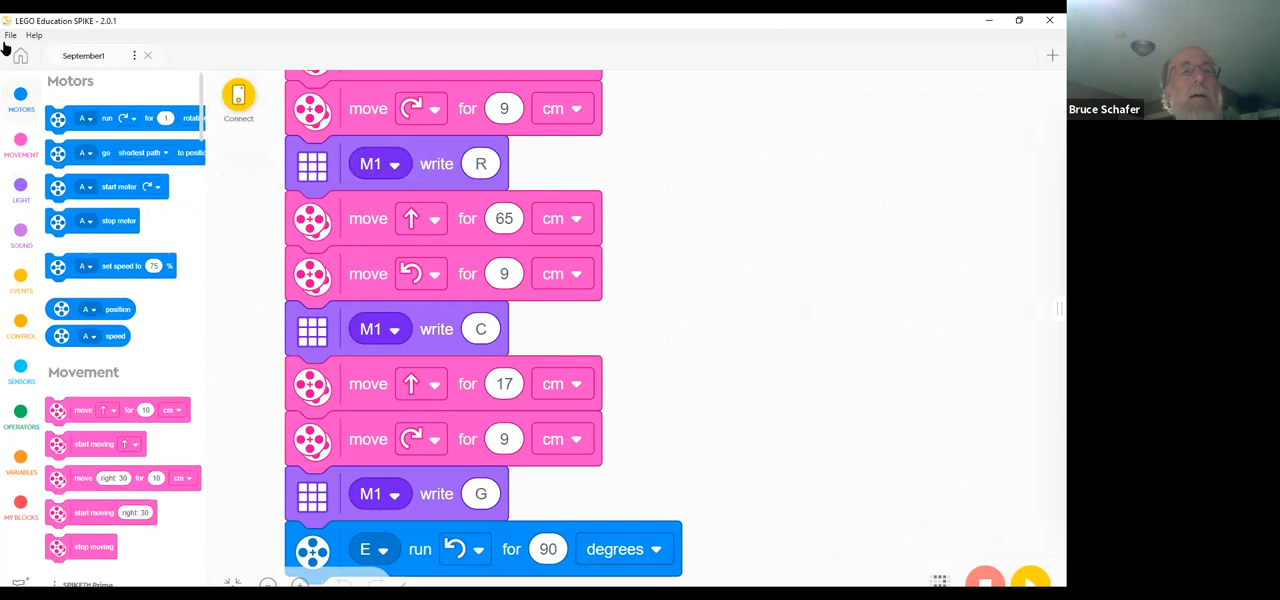 LEGO Education SPIKE - 2.0.1
File Help
September1
Bruce Schafer
Connect
MOTORS
MOVEMENT
LIGHT
SOUND
EVENTS
CONTROL
SENSORS
OPERATORS
VARIABLES
MY BLOCKS
Motors
A run for 1
A go shortest path
A start motor
A stop motor
A set speed to 75 %
A position
A speed
Movement
move for 10 cm
start moving
move right: 30 for 10 cm
start moving right: 30
stop moving
SPIKE™ Prime
move for 9 cm
M1 write R
move for 65 cm
move for 9 cm
M1 write C
move for 17 cm
move for 9 cm
M1 write G
E run for 90 degrees